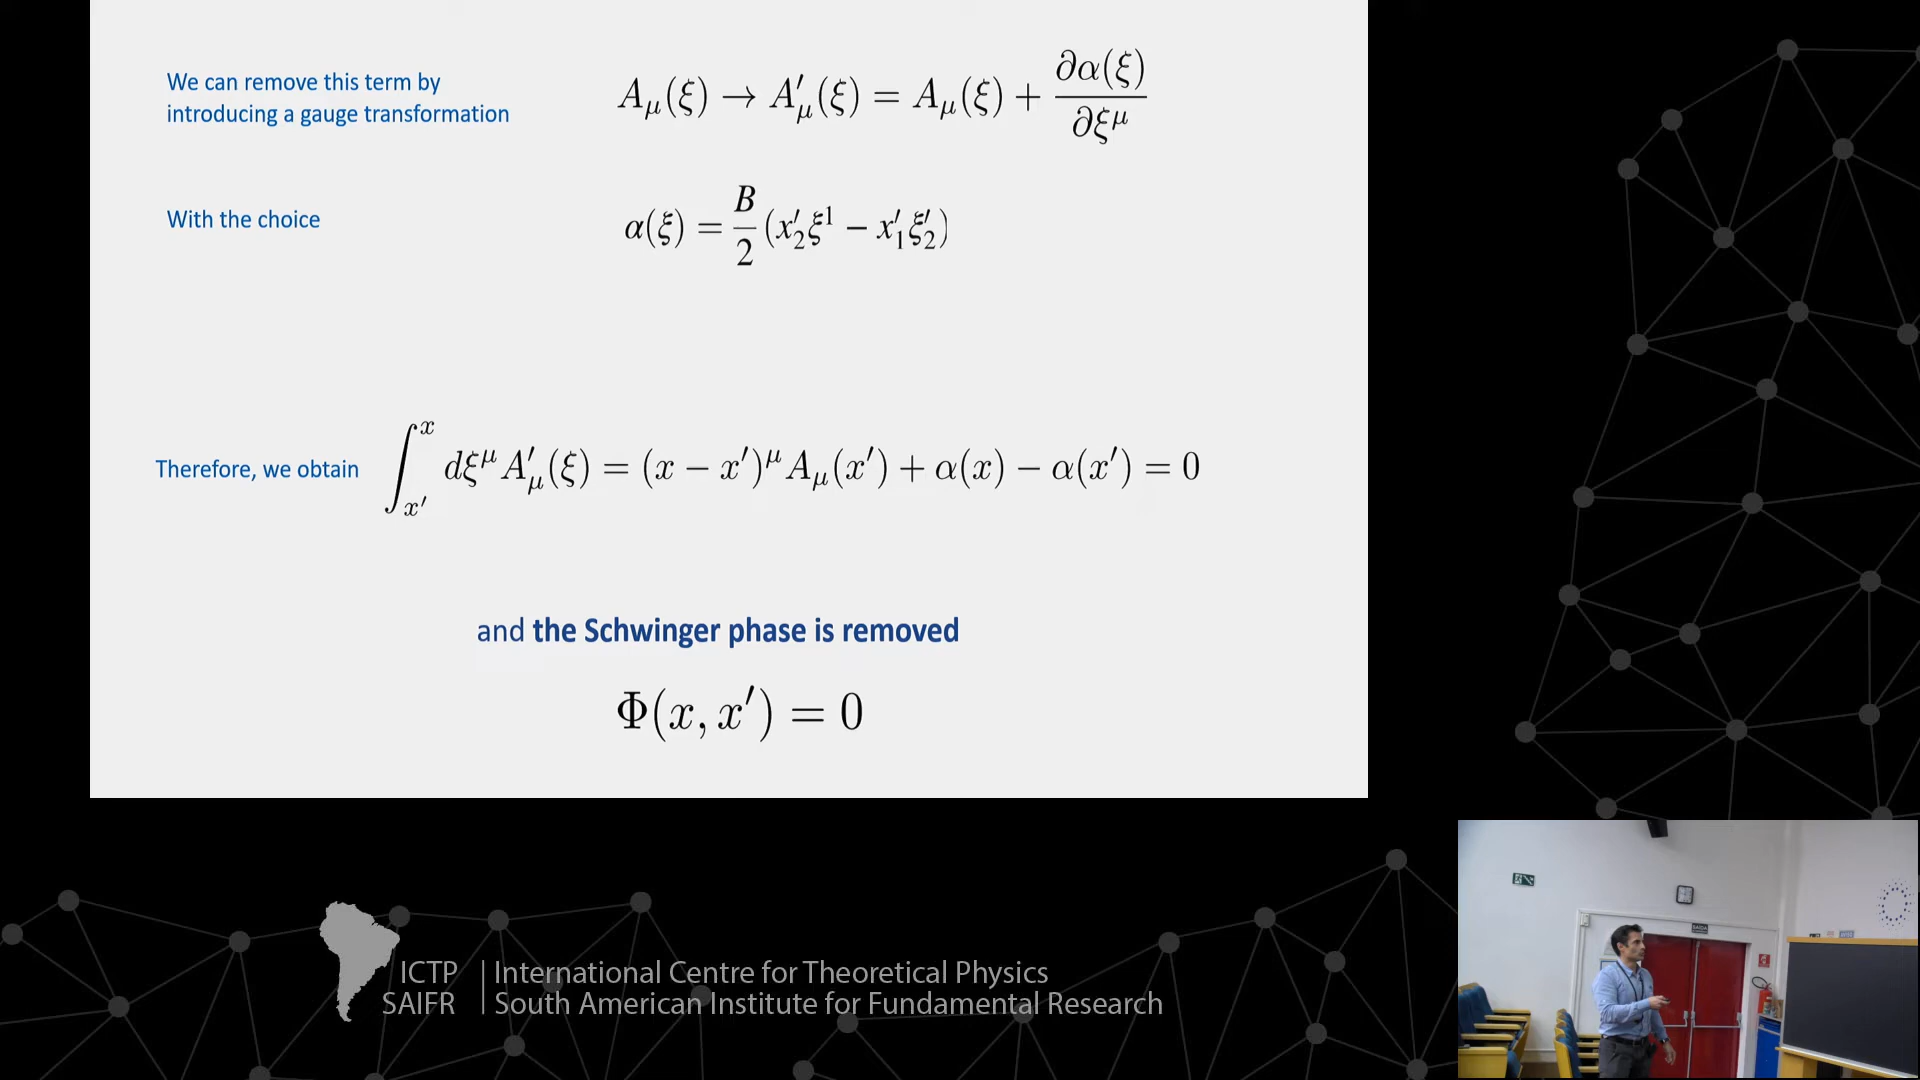 We can remove this term by
introducing a gauge transformation
A_μ(ξ) → A′_μ(ξ) = A_μ(ξ) + ∂α(ξ)/∂ξ^μ
With the choice
α(ξ) = B/2 (x′_2 ξ^1 − x′_1 ξ′_2)
Therefore, we obtain ∫_{x′}^{x} dξ^μ A′_μ(ξ) = (x − x′)^μ A_μ(x′) + α(x) − α(x′) = 0
and the Schwinger phase is removed
Φ(x, x′) = 0
ICTP | International Centre for Theoretical Physics
SAIFR | South American Institute for Fundamental Research